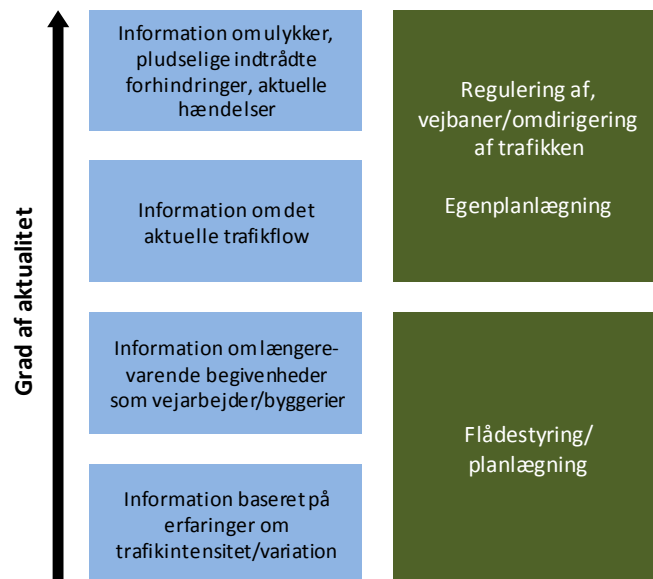 Grad af aktualitet
Information om ulykker,
pludselige indtrådte
forhindringer, aktuelle
hændelser
Regulering af,
vejbaner/omdirigering
af trafikken
Egenplanlægning
Information om det
aktuelle trafikflow
Information om længere-
varende begivenheder
som vejarbejder/byggerier
Flådestyring/
planlægning
Information baseret på
erfaringer om
trafikintensitet/variation